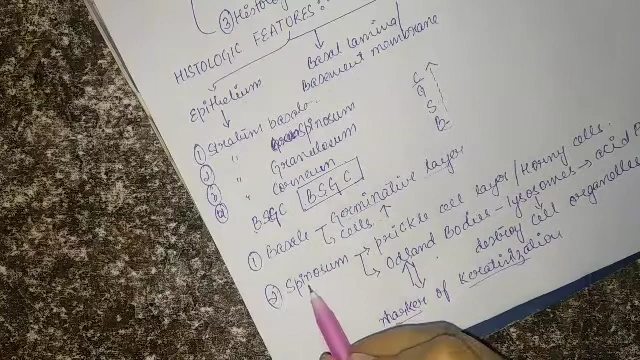 ③ Histolog
HISTOLOGIC FEATURES :
Epithelium
Basal lamina
Basement membrane
① Stratum basale
② " Spinosum
③ " Granulosum
④ " Corneum
C
G
S
B
BSGC BSGC
① Basale → Germinative layer
cells
② Spinosum → prickle cell layer / Horny cells.
→ Odland Bodies - lysosomes → acid P
destroy cell organelles
marker of keratinization